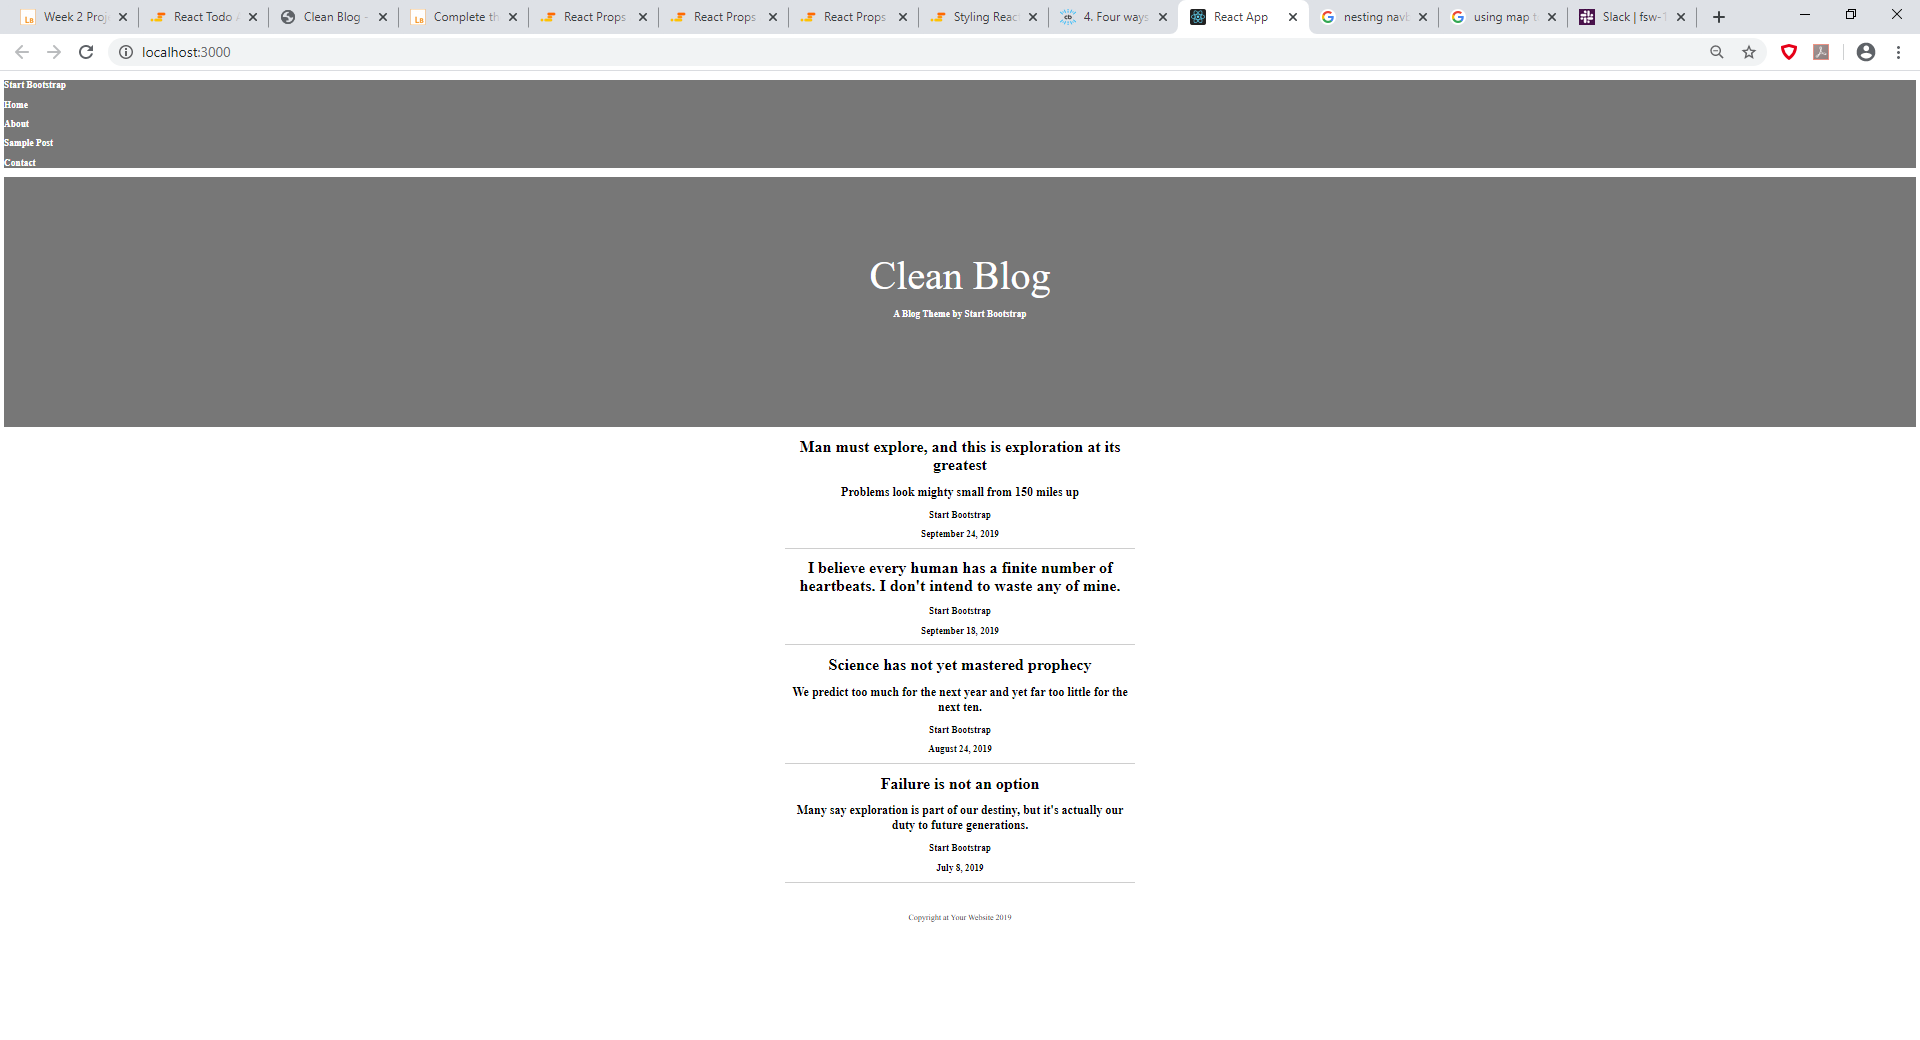 Week 2 Proj
React Todo
Clean Blog -
Complete th
React Props
React Props
React Props
Styling Reac
4. Four ways
React App
nesting navb
using map t
Slack | fsw-1
localhost:3000
Start Bootstrap
Home
About
Sample Post
Contact
Clean Blog
A Blog Theme by Start Bootstrap
Man must explore, and this is exploration at its
greatest
Problems look mighty small from 150 miles up
Start Bootstrap
September 24, 2019
I believe every human has a finite number of
heartbeats. I don't intend to waste any of mine.
Start Bootstrap
September 18, 2019
Science has not yet mastered prophecy
We predict too much for the next year and yet far too little for the
next ten.
Start Bootstrap
August 24, 2019
Failure is not an option
Many say exploration is part of our destiny, but it's actually our
duty to future generations.
Start Bootstrap
July 8, 2019
Copyright at Your Website 2019